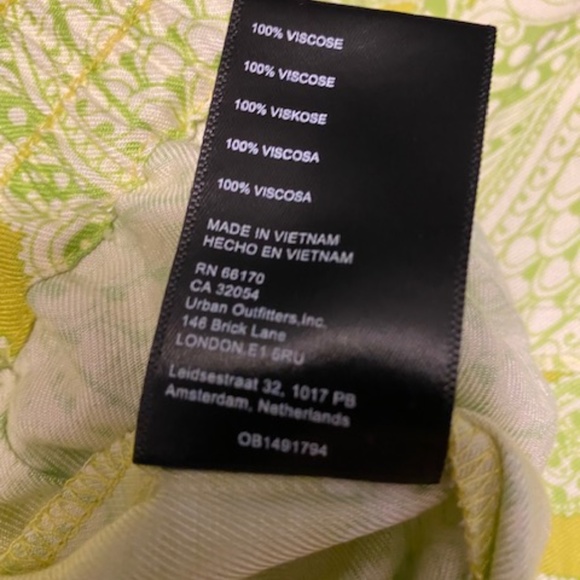 100% VISCOSE
100% VISCOSE
100% VISKOSE
100% VISCOSA
100% VISCOSA
MADE IN VIETNAM
HECHO EN VIETNAM
RN 66170
CA 32054
Urban Outfitters,Inc.
146 Brick Lane
LONDON.E1 6RU
Leidsestraat 32, 1017 PB
Amsterdam, Netherlands
OB1491794